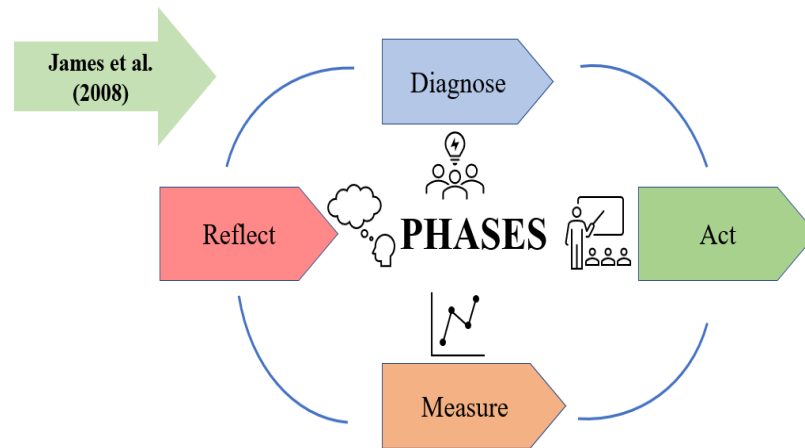 James et al.
(2008)
Diagnose
Reflect
PHASES
Act
Measure